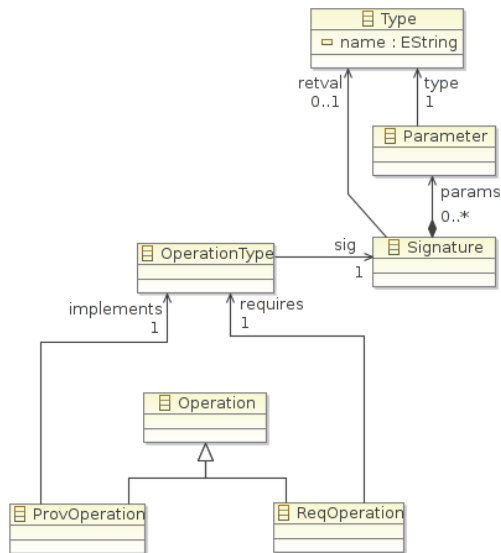 Type
name : EString
retval
0..1
type
1
Parameter
params
0..*
OperationType
sig
1
Signature
implements
1
requires
1
Operation
ProvOperation
ReqOperation